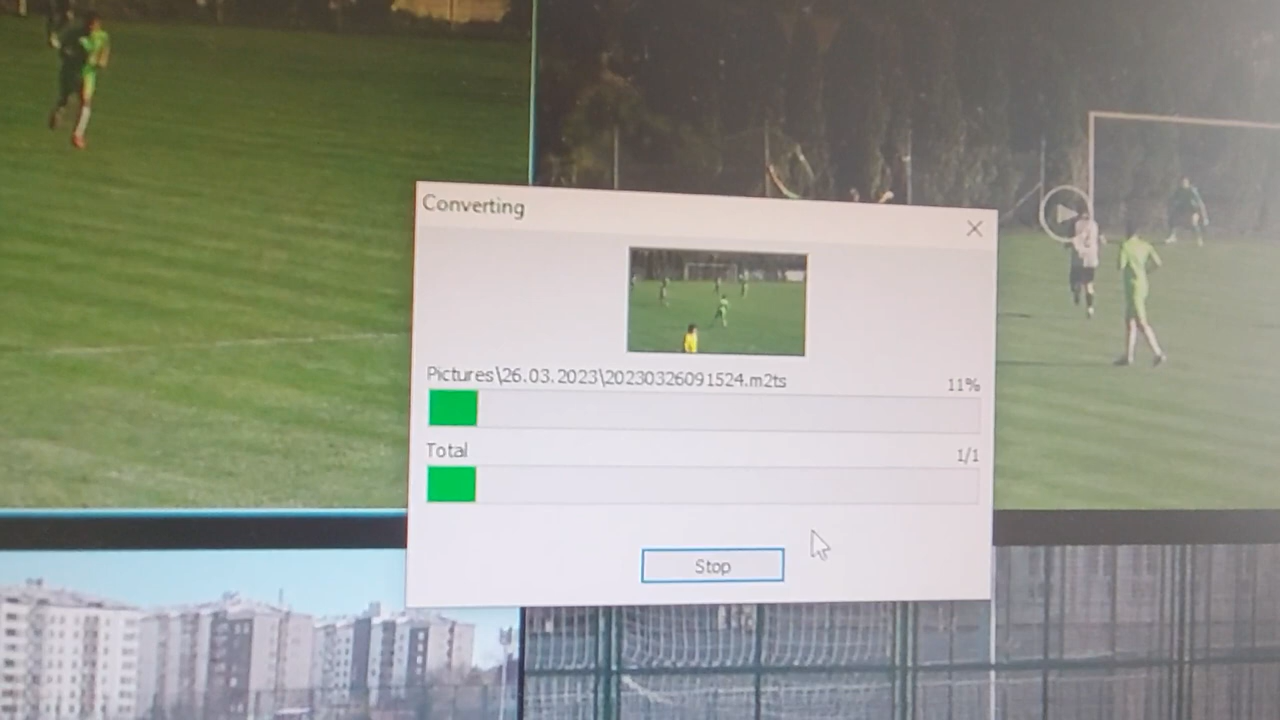 Converting
Pictures\26.03.2023\20230326091524.m2ts
11%
Total
1/1
Stop